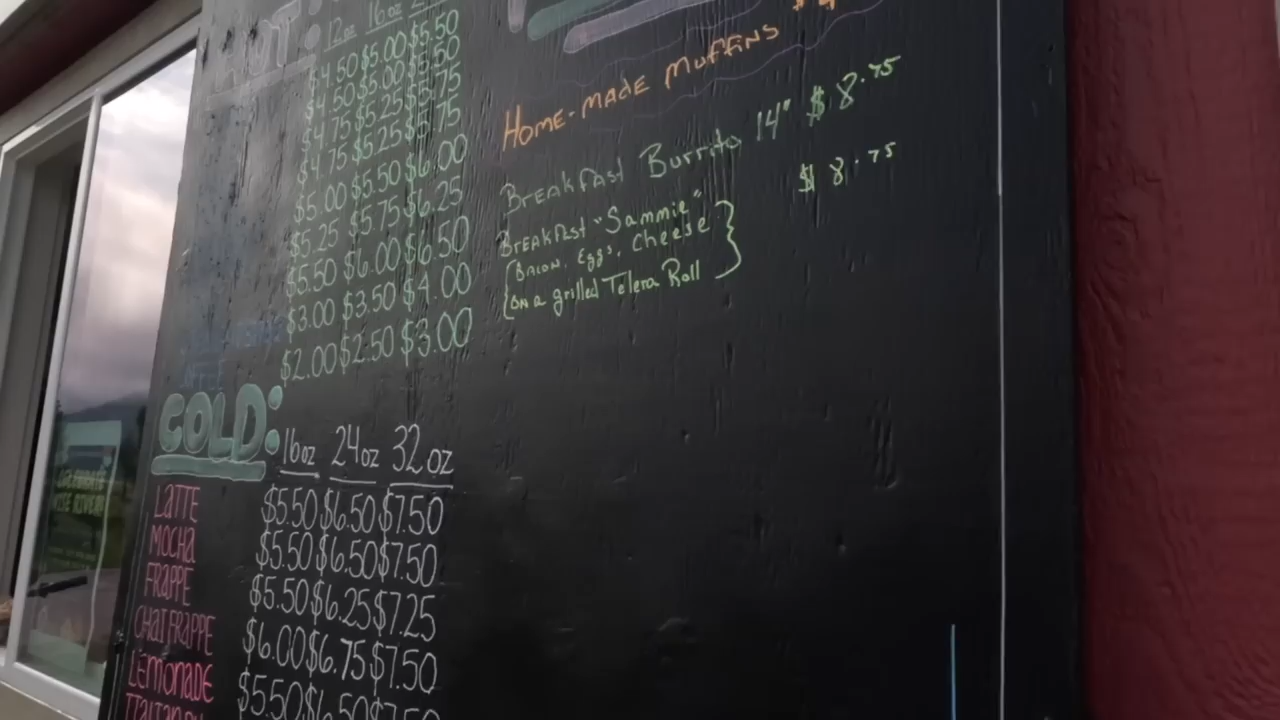 HOT:
12oz 16oz
$4.50 $5.00 $5.50
$4.50 $5.00 $5.50
$4.75 $5.25 $5.75
$4.75 $5.25 $5.75
$5.00 $5.50 $6.00
$5.25 $5.75 $6.25
$5.50 $6.00 $6.50
$3.00 $3.50 $4.00
$2.00 $2.50 $3.00
COLD:
16oz 24oz 32oz
LATTE $5.50 $6.50 $7.50
MOCHA $5.50 $6.50 $7.50
FRAPPE $5.50 $6.25 $7.25
CHAI FRAPPE $6.00 $6.75 $7.50
LEMONADE $5.50 $6.50 $7.50
HOME-MADE MUFFINS
BREAKFAST BURRITO 14" $8.75
BREAKFAST "SAMMIE" $8.75
BACON, EGGS, CHEESE
ON A grilled Telera Roll